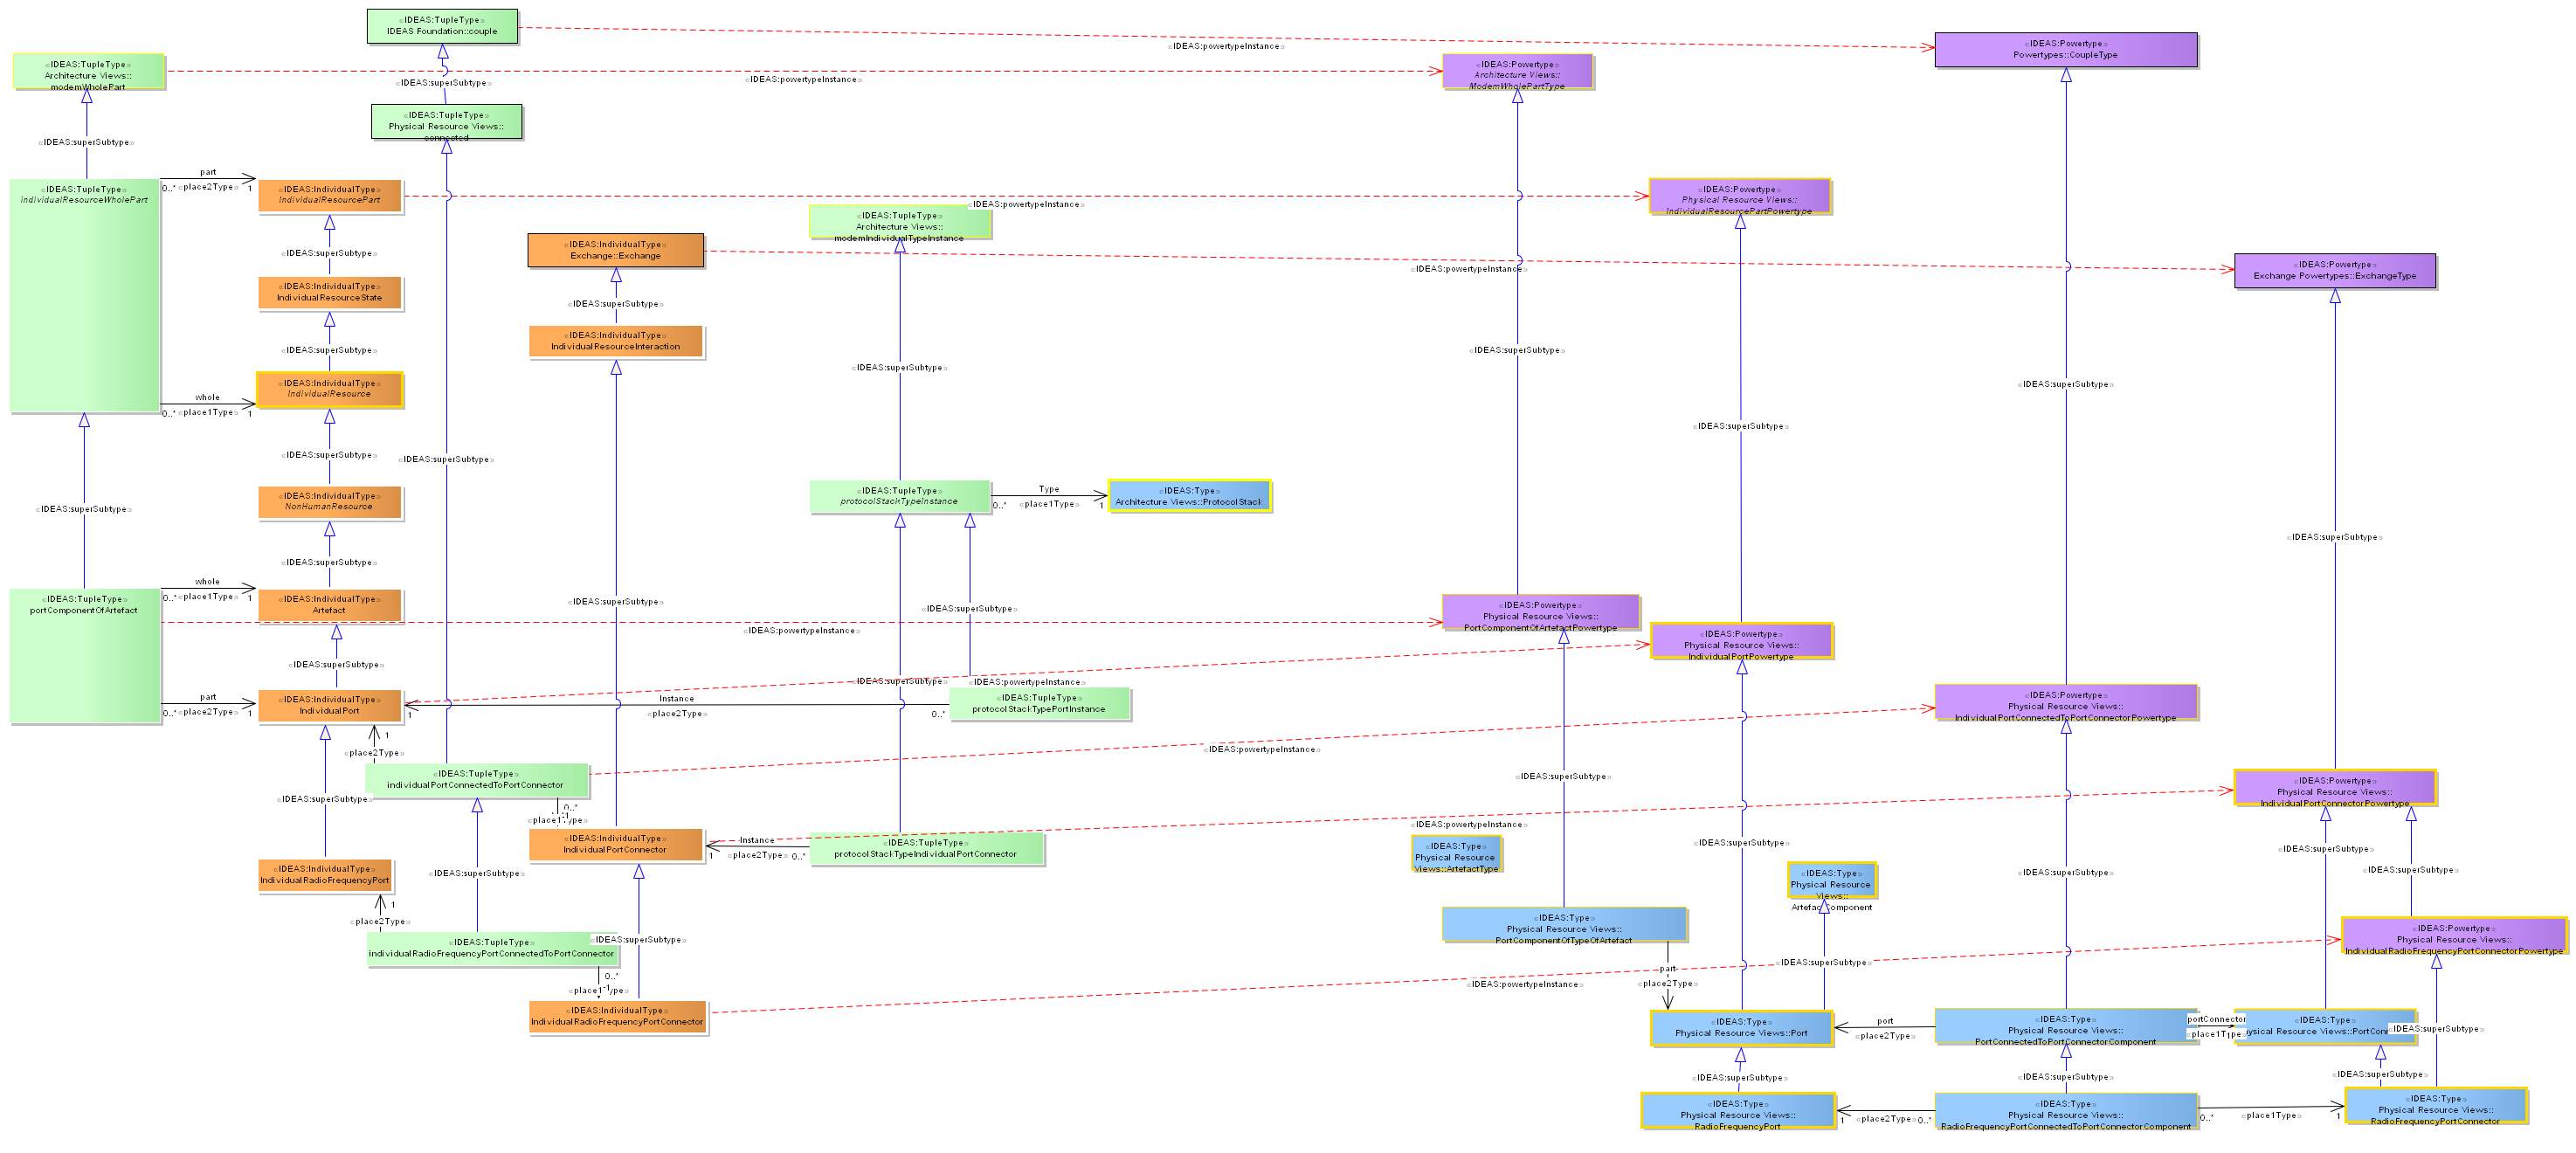 «IDEAS:TupleType»
IDEAS Foundation::couple
«IDEAS:powertypeInstance»
«IDEAS:Powertype»
Powertypes::CoupleType
«IDEAS:TupleType»
Architecture Views::
modemWholePart
«IDEAS:powertypeInstance»
«IDEAS:Powertype»
Architecture Views::
ModemWholePartType
«IDEAS:superSubtype»
«IDEAS:TupleType»
Physical Resource Views::
connected
«IDEAS:superSubtype»
part
0..* «place2Type» 1
«IDEAS:TupleType»
IndividualResourceWholePart
«IDEAS:IndividualType»
IndividualResourcePart
«IDEAS:powertypeInstance»
«IDEAS:Powertype»
Physical Resource Views::
IndividualResourcePartPowertype
«IDEAS:TupleType»
Architecture Views::
modemIndividualTypeInstance
«IDEAS:superSubtype»
«IDEAS:IndividualType»
Exchange::Exchange
«IDEAS:powertypeInstance»
«IDEAS:Powertype»
Exchange Powertypes::ExchangeType
«IDEAS:IndividualType»
IndividualResourceState
«IDEAS:superSubtype»
«IDEAS:IndividualType»
IndividualResourceInteraction
«IDEAS:superSubtype»
«IDEAS:superSubtype»
«IDEAS:superSubtype»
«IDEAS:superSubtype»
«IDEAS:IndividualType»
IndividualResource
whole
0..* «place1Type» 1
«IDEAS:superSubtype»
«IDEAS:superSubtype»
«IDEAS:superSubtype»
«IDEAS:IndividualType»
NonHumanResource
«IDEAS:TupleType»
protocolStackTypeInstance
Type
0..* «place1Type» 1
«IDEAS:Type»
Architecture Views::ProtocolStack
«IDEAS:superSubtype»
«IDEAS:superSubtype»
«IDEAS:superSubtype»
whole
0..* «place1Type» 1
«IDEAS:TupleType»
portComponentOfArtefact
«IDEAS:IndividualType»
Artefact
«IDEAS:superSubtype»
«IDEAS:superSubtype»
«IDEAS:powertypeInstance»
«IDEAS:Powertype»
Physical Resource Views::
PortComponentOfArtefactPowertype
«IDEAS:Powertype»
Physical Resource Views::
IndividualPortPowertype
«IDEAS:superSubtype»
«IDEAS:superSubtype»
«IDEAS:powertypeInstance»
part
0..* «place2Type» 1
«IDEAS:IndividualType»
IndividualPort
Instance
1 «place2Type» 0..*
«IDEAS:TupleType»
protocolStackTypePortInstance
«IDEAS:Powertype»
Physical Resource Views::
IndividualPortConnectedToPortConnectorPowertype
1
«place2Type»
«IDEAS:powertypeInstance»
«IDEAS:TupleType»
individualPortConnectedToPortConnector
«IDEAS:superSubtype»
«IDEAS:Powertype»
Physical Resource Views::
IndividualPortConnectorPowertype
«IDEAS:superSubtype»
0..*
«place1Type»
1
«IDEAS:powertypeInstance»
«IDEAS:IndividualType»
IndividualPortConnector
Instance
1 «place2Type» 0..*
«IDEAS:TupleType»
protocolStackTypeIndividualPortConnector
«IDEAS:Type»
Physical Resource
Views::ArtefactType
«IDEAS:superSubtype»
«IDEAS:superSubtype»
«IDEAS:IndividualType»
IndividualRadioFrequencyPort
«IDEAS:superSubtype»
«IDEAS:Type»
Physical Resource
Views::
ArtefactComponent
«IDEAS:superSubtype»
«IDEAS:superSubtype»
1
«place2Type»
«IDEAS:Type»
Physical Resource Views::
PortComponentOfTypeOfArtefact
«IDEAS:Powertype»
Physical Resource Views::
IndividualRadioFrequencyPortConnectorPowertype
«IDEAS:TupleType»
individualRadioFrequencyPortConnectedToPortConnector
«IDEAS:superSubtype»
«IDEAS:superSubtype»
part
«place2Type»
0..*
«place1Type»
1
«IDEAS:powertypeInstance»
«IDEAS:IndividualType»
IndividualRadioFrequencyPortConnector
«IDEAS:Type»
Physical Resource Views::Port
port
«place2Type»
«IDEAS:Type»
Physical Resource Views::
PortConnectedToPortConnectorComponent
portConnector
«place1Type»
«IDEAS:Type»
«IDEAS:superSubtype»
«IDEAS:superSubtype»
«IDEAS:superSubtype»
«IDEAS:superSubtype»
«IDEAS:Type»
Physical Resource Views::
RadioFrequencyPort
1 «place2Type» 0..*
«IDEAS:Type»
Physical Resource Views::
RadioFrequencyPortConnectedToPortConnectorComponent
0..* «place1Type» 1
«IDEAS:Type»
Physical Resource Views::
RadioFrequencyPortConnector